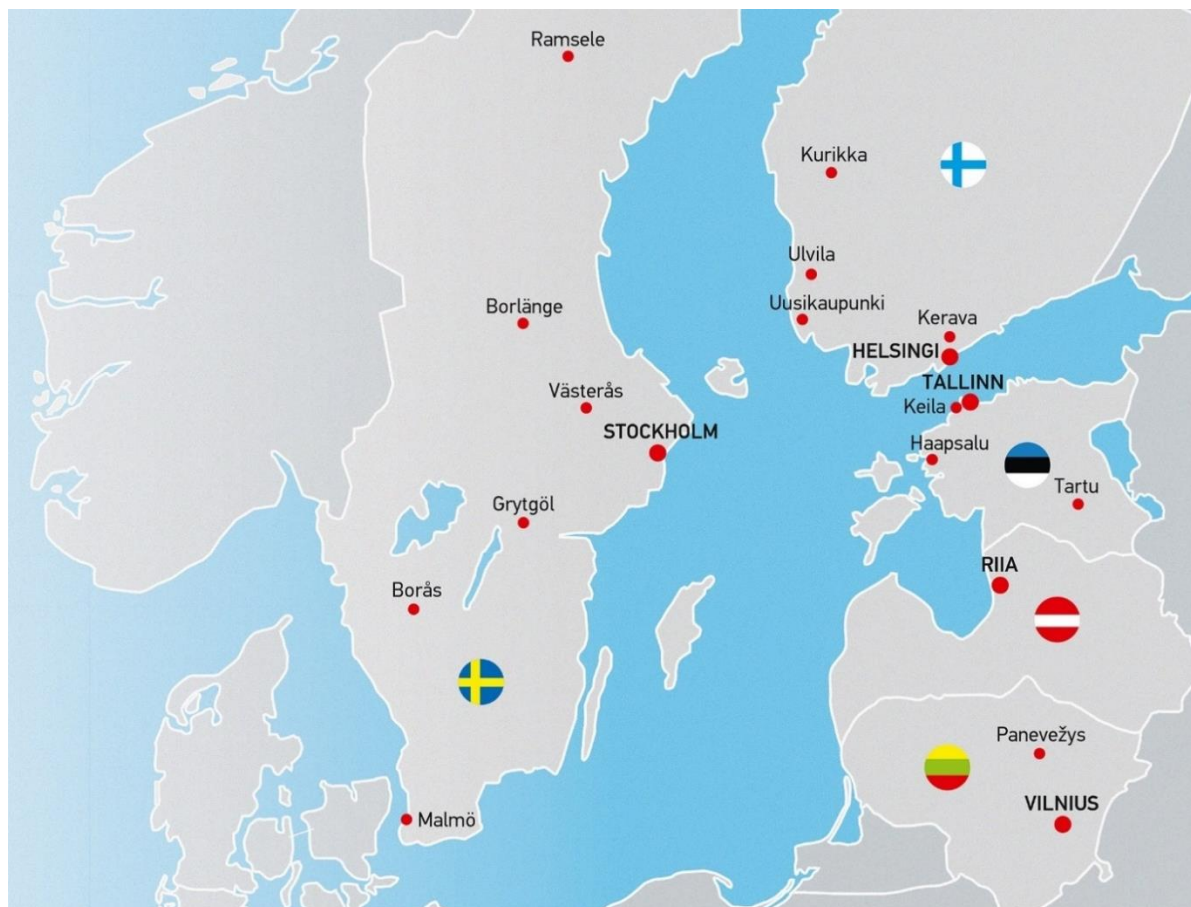 Ramsele
Kurikka
Ulvila
Uusikaupunki
Borlänge
Kerava
HELSINGI
TALLINN
Västerås
Keila
STOCKHOLM
Haapsalu
Tartu
Grytgöl
RIIA
Borås
Panevežys
VILNIUS
Malmö